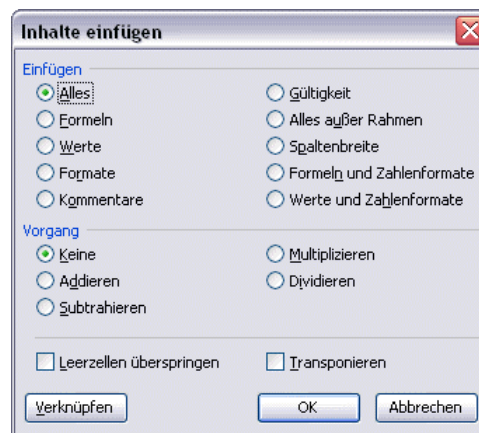 Inhalte einfügen
Einfügen
Alles
Gültigkeit
Formeln
Alles außer Rahmen
Werte
Spaltenbreite
Formate
Formeln und Zahlenformate
Kommentare
Werte und Zahlenformate
Vorgang
Keine
Multiplizieren
Addieren
Dividieren
Subtrahieren
Leerzellen überspringen
Transponieren
Verknüpfen
OK
Abbrechen